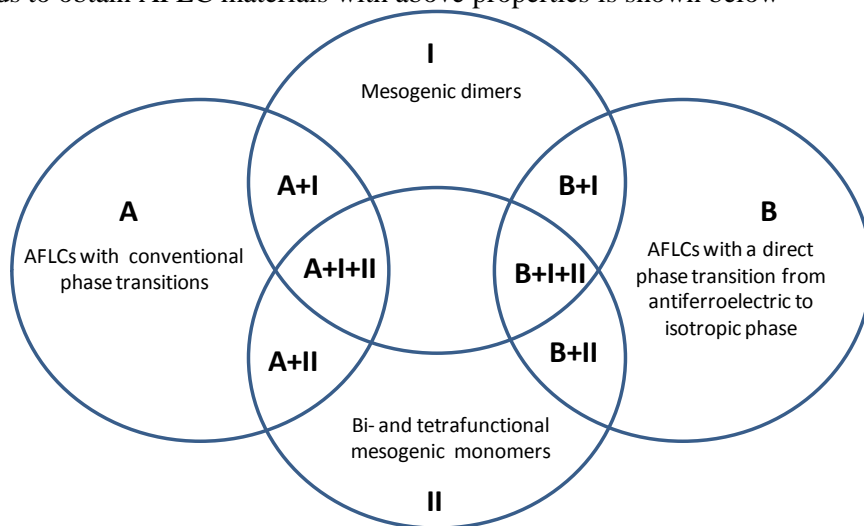 to obtain AFLC materials with above properties is shown below
I
Mesogenic dimers
A+I
B+I
A
B
AFLCs with conventional
phase transitions
AFLCs with a direct
phase transition from
antiferroelectric to
isotropic phase
A+I+II
B+I+II
A+II
B+II
Bi- and tetrafunctional
mesogenic monomers
II